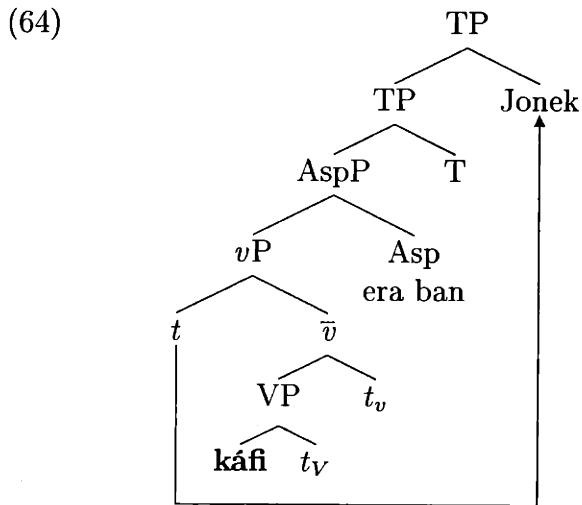 (64)
TP
TP Jonek
AspP T
vP Asp
era ban
t v̅
VP t_v
káfi t_V